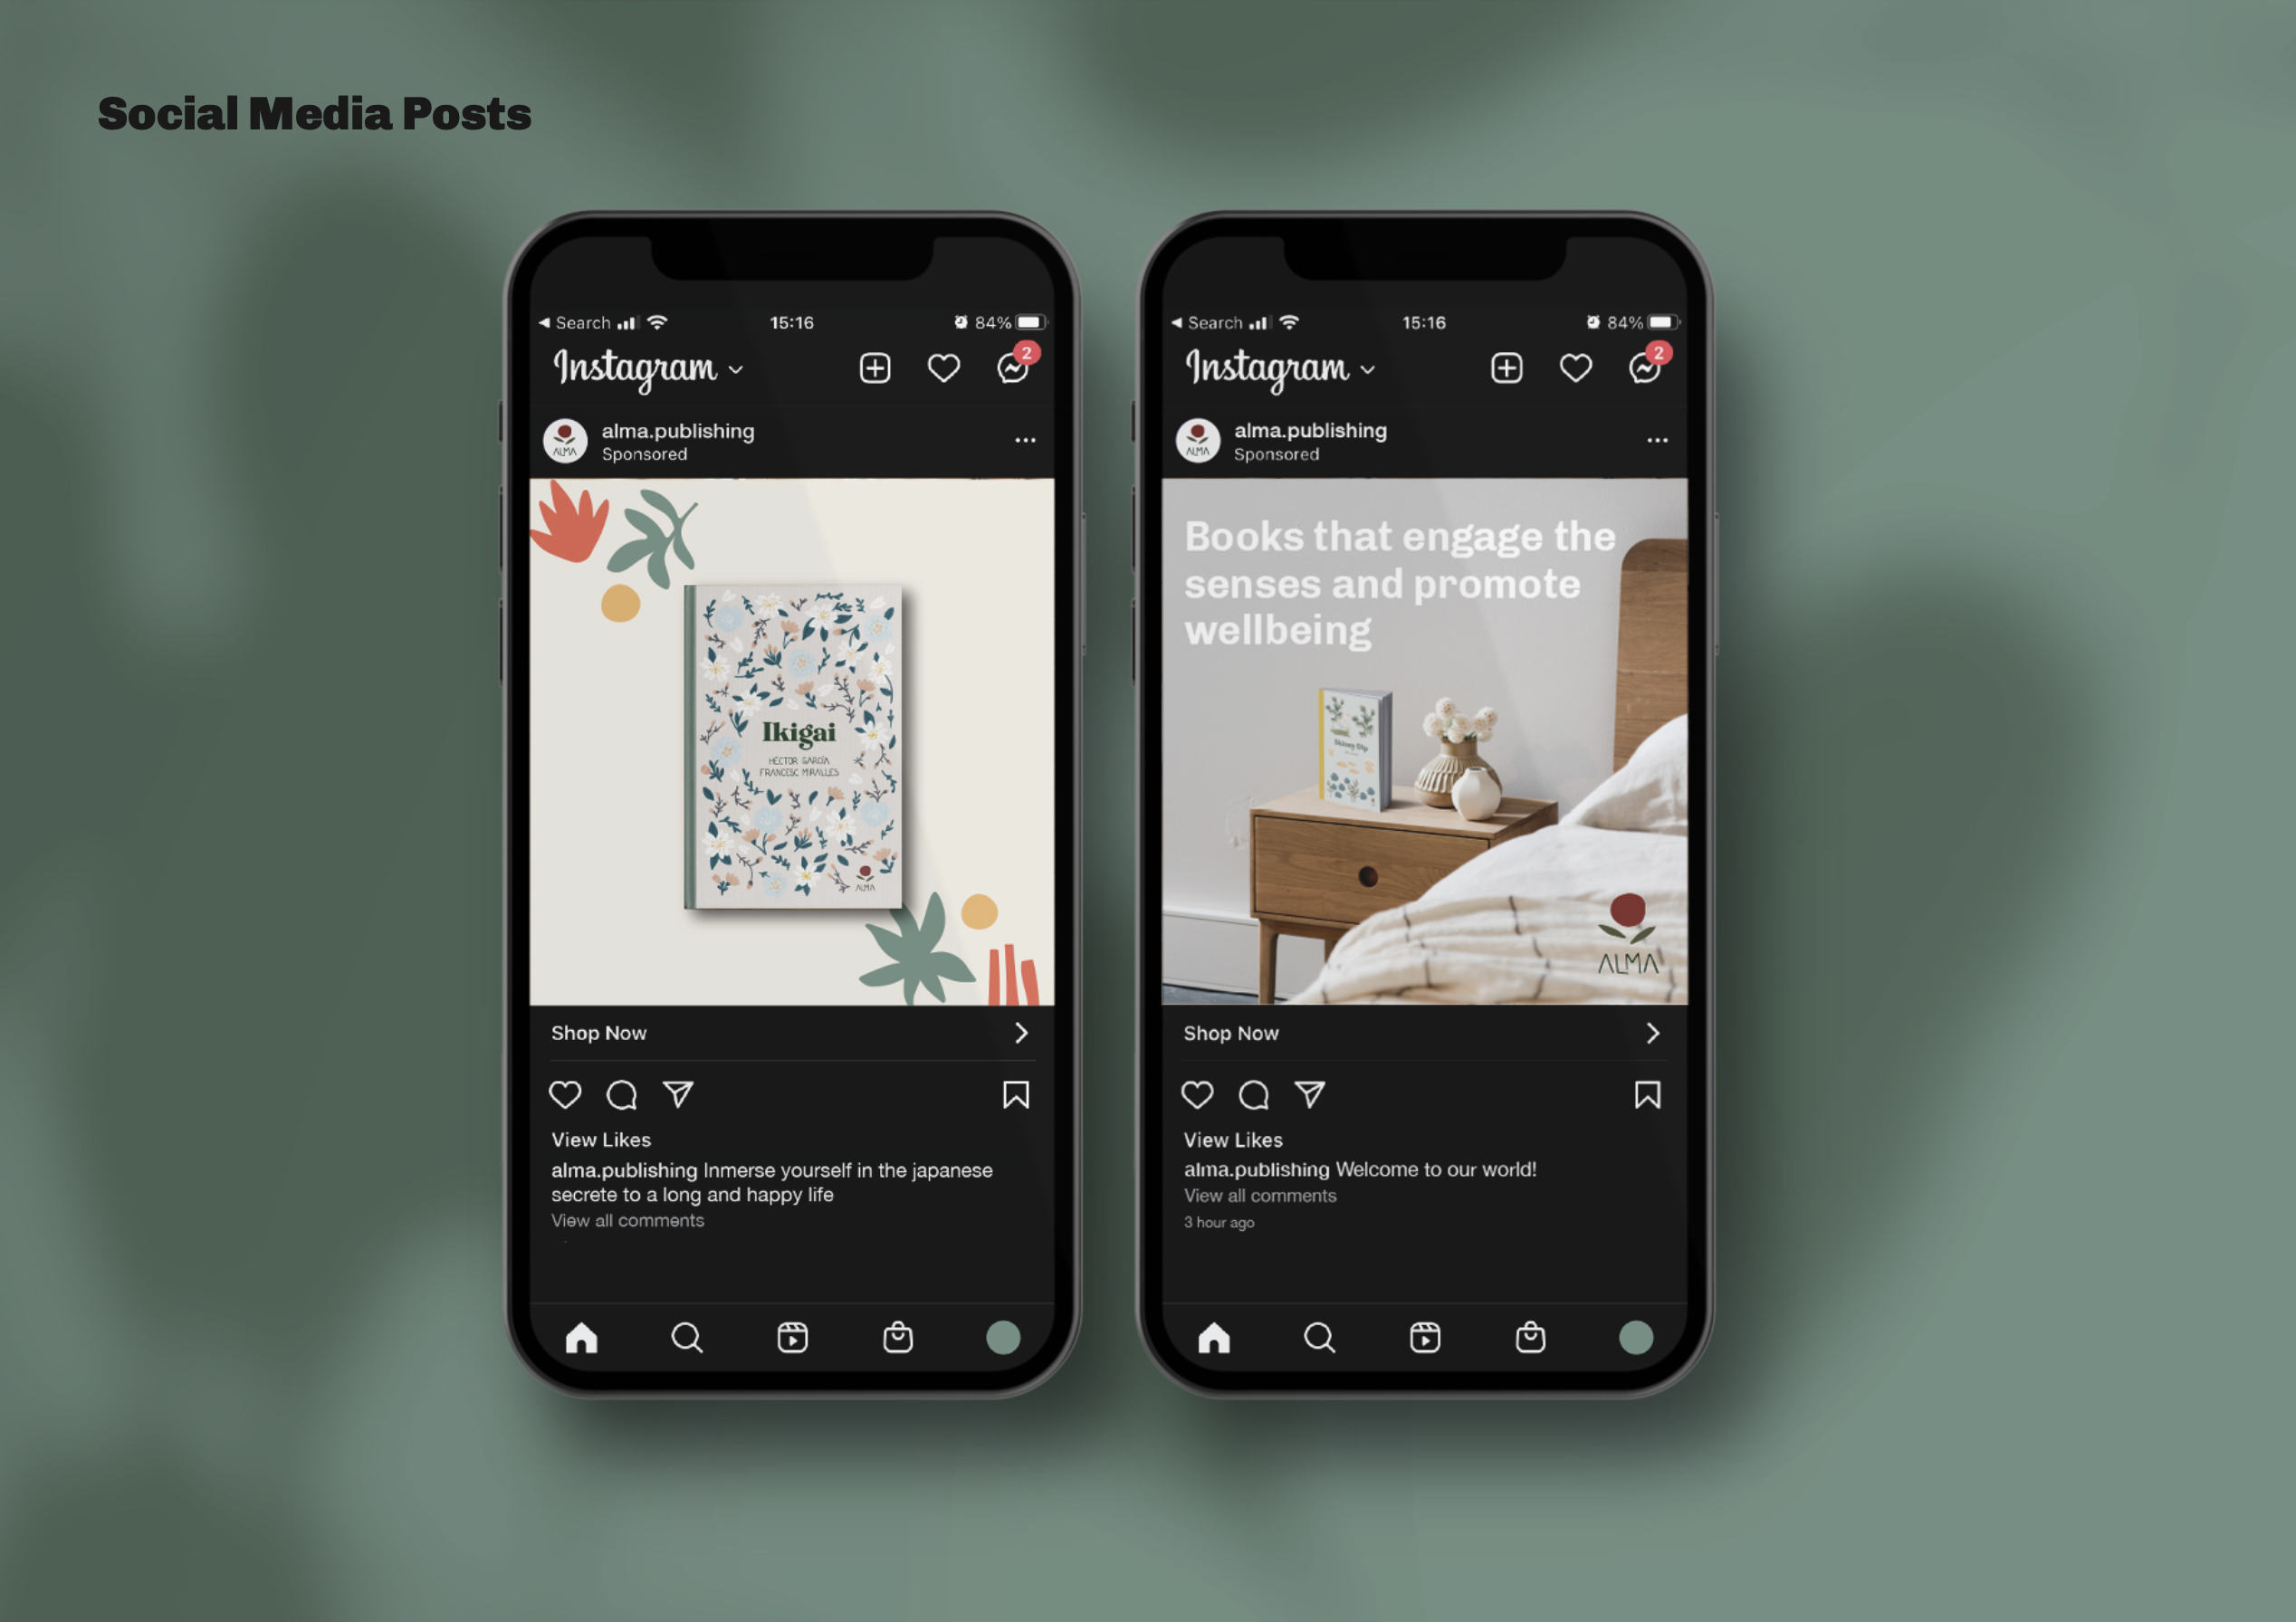 Social Media Posts
Search
15:16
84%
Instagram
2
alma.publishing
Sponsored
ALMA
Ikigai
HÉCTOR GARCÍA
FRANCESC MIRALLES
ALMA
Shop Now
View Likes
alma.publishing Inmerse yourself in the japanese
secrete to a long and happy life
View all comments
Search
15:16
84%
Instagram
2
alma.publishing
Sponsored
ALMA
Books that engage the
senses and promote
wellbeing
Skinny Dip
ALMA
Shop Now
View Likes
alma.publishing Welcome to our world!
View all comments
3 hour ago